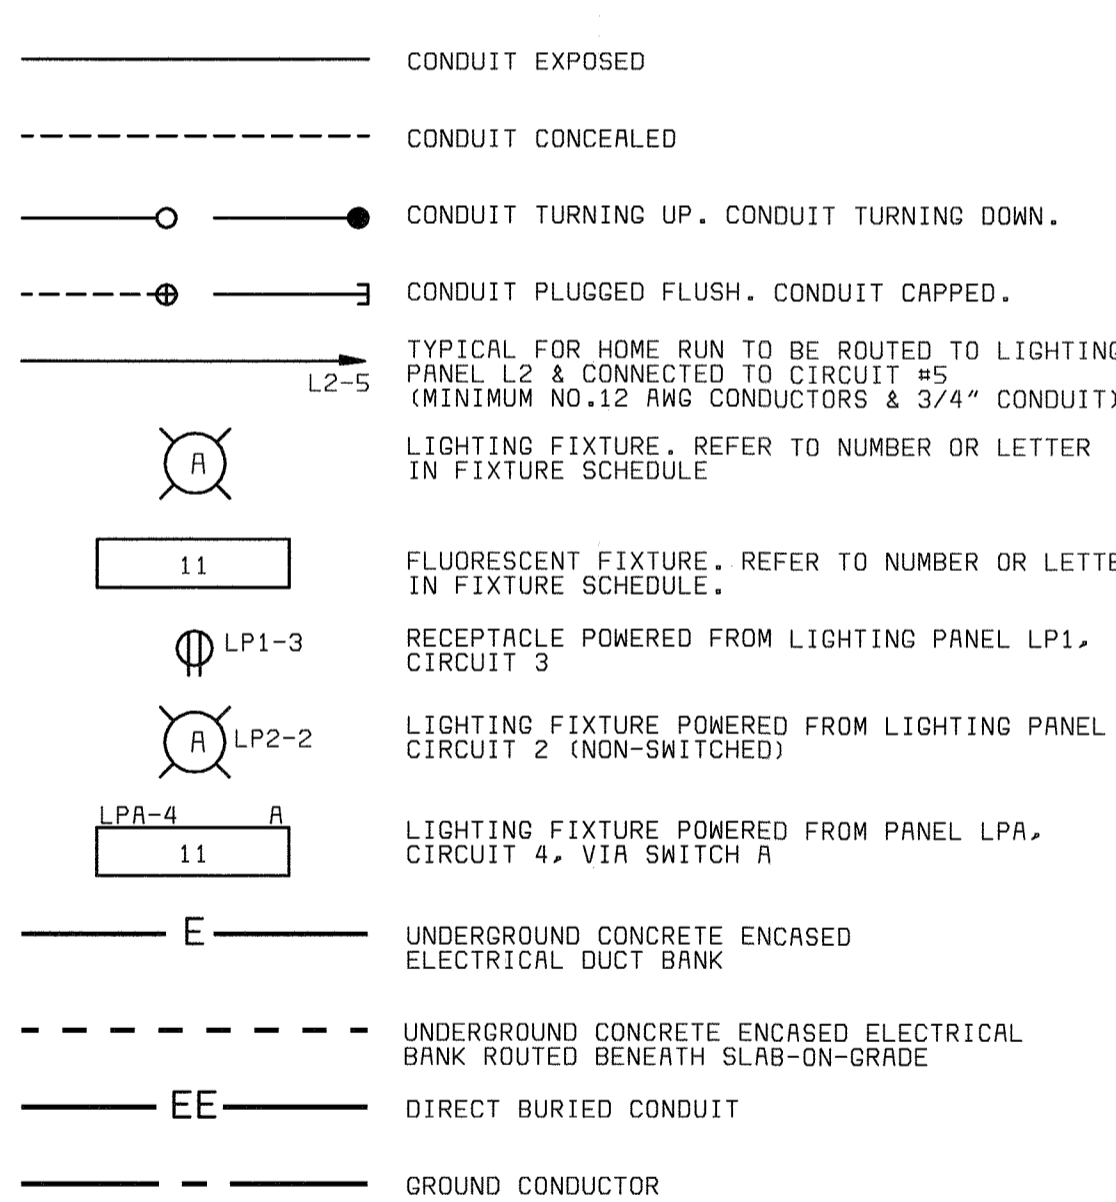 CONDUIT EXPOSED
CONDUIT CONCEALED
CONDUIT TURNING UP. CONDUIT TURNING DOWN.
CONDUIT PLUGGED FLUSH. CONDUIT CAPPED.
L2-5
TYPICAL FOR HOME RUN TO BE ROUTED TO LIGHTING
PANEL L2 & CONNECTED TO CIRCUIT #5
(MINIMUM NO.12 AWG CONDUCTORS & 3/4" CONDUIT)
A
LIGHTING FIXTURE. REFER TO NUMBER OR LETTER
IN FIXTURE SCHEDULE
11
FLUORESCENT FIXTURE. REFER TO NUMBER OR LETTE
IN FIXTURE SCHEDULE.
LP1-3
RECEPTACLE POWERED FROM LIGHTING PANEL LP1,
CIRCUIT 3
A LP2-2
LIGHTING FIXTURE POWERED FROM LIGHTING PANEL
CIRCUIT 2 (NON-SWITCHED)
LPA-4 A
11
LIGHTING FIXTURE POWERED FROM PANEL LPA,
CIRCUIT 4, VIA SWITCH A
E
UNDERGROUND CONCRETE ENCASED
ELECTRICAL DUCT BANK
UNDERGROUND CONCRETE ENCASED ELECTRICAL
BANK ROUTED BENEATH SLAB-ON-GRADE
EE
DIRECT BURIED CONDUIT
GROUND CONDUCTOR